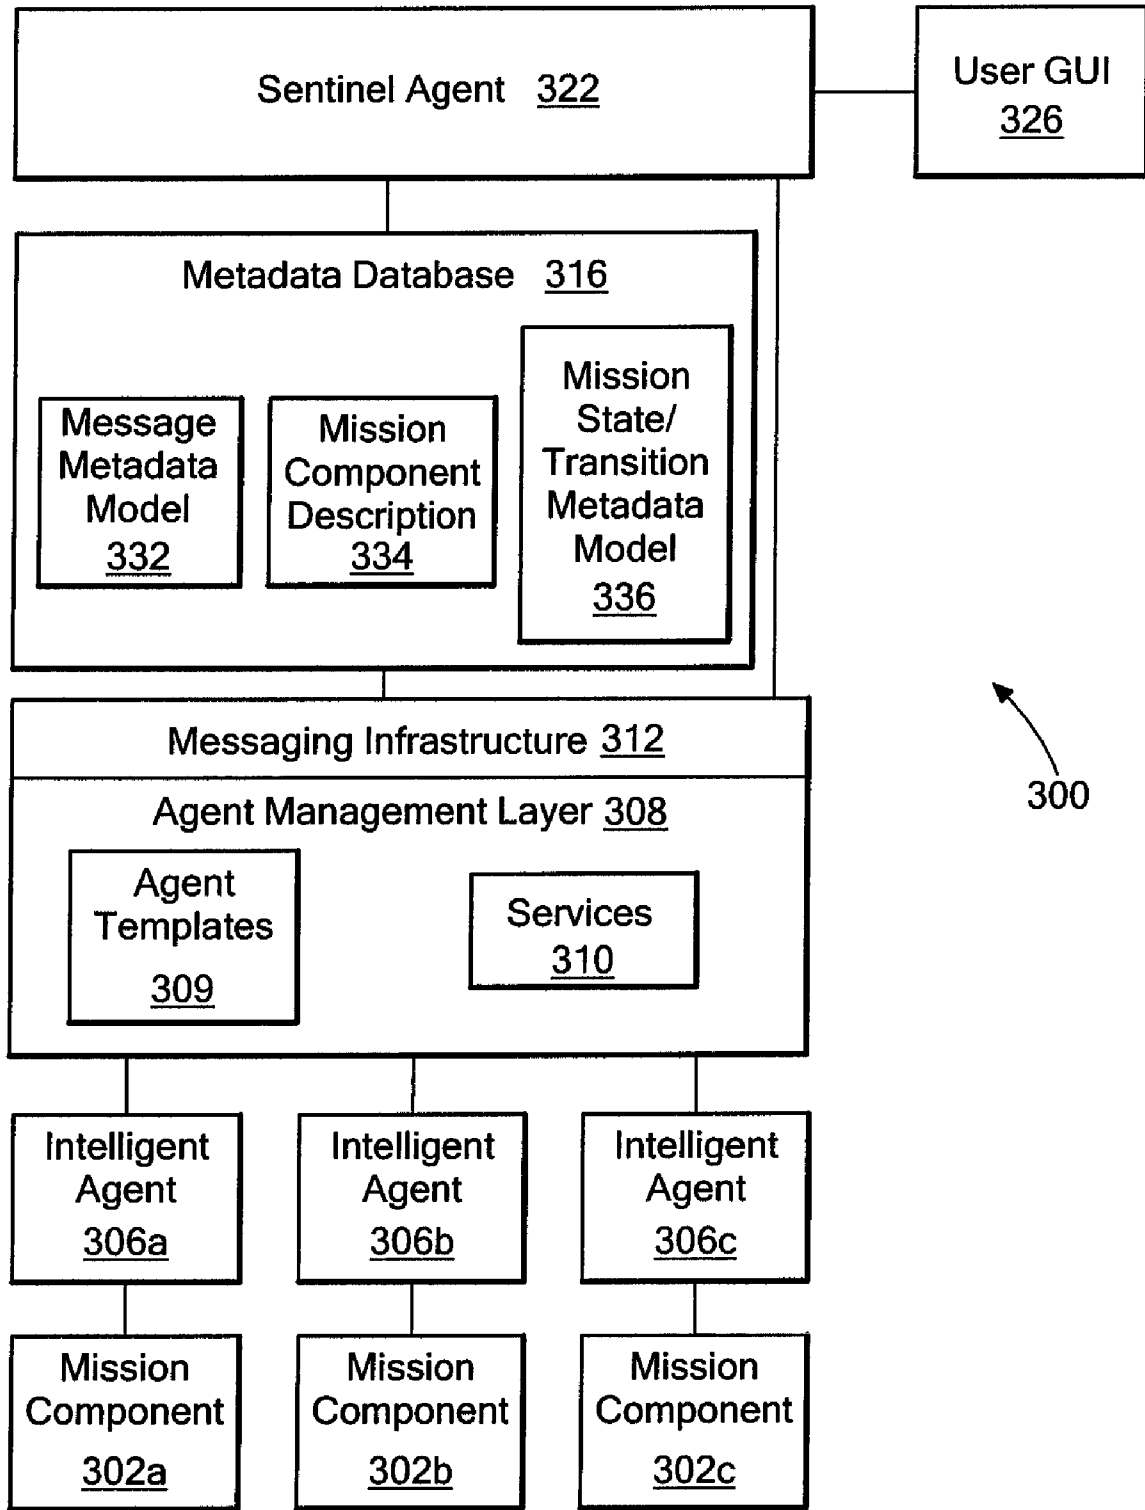 Sentinel Agent 322
User GUI
326
Metadata Database 316
Message
Metadata
Model
332
Mission
Component
Description
334
Mission
State/
Transition
Metadata
Model
336
Messaging Infrastructure 312
Agent Management Layer 308
Agent
Templates
309
Services
310
300
Intelligent
Agent
306a
Intelligent
Agent
306b
Intelligent
Agent
306c
Mission
Component
302a
Mission
Component
302b
Mission
Component
302c